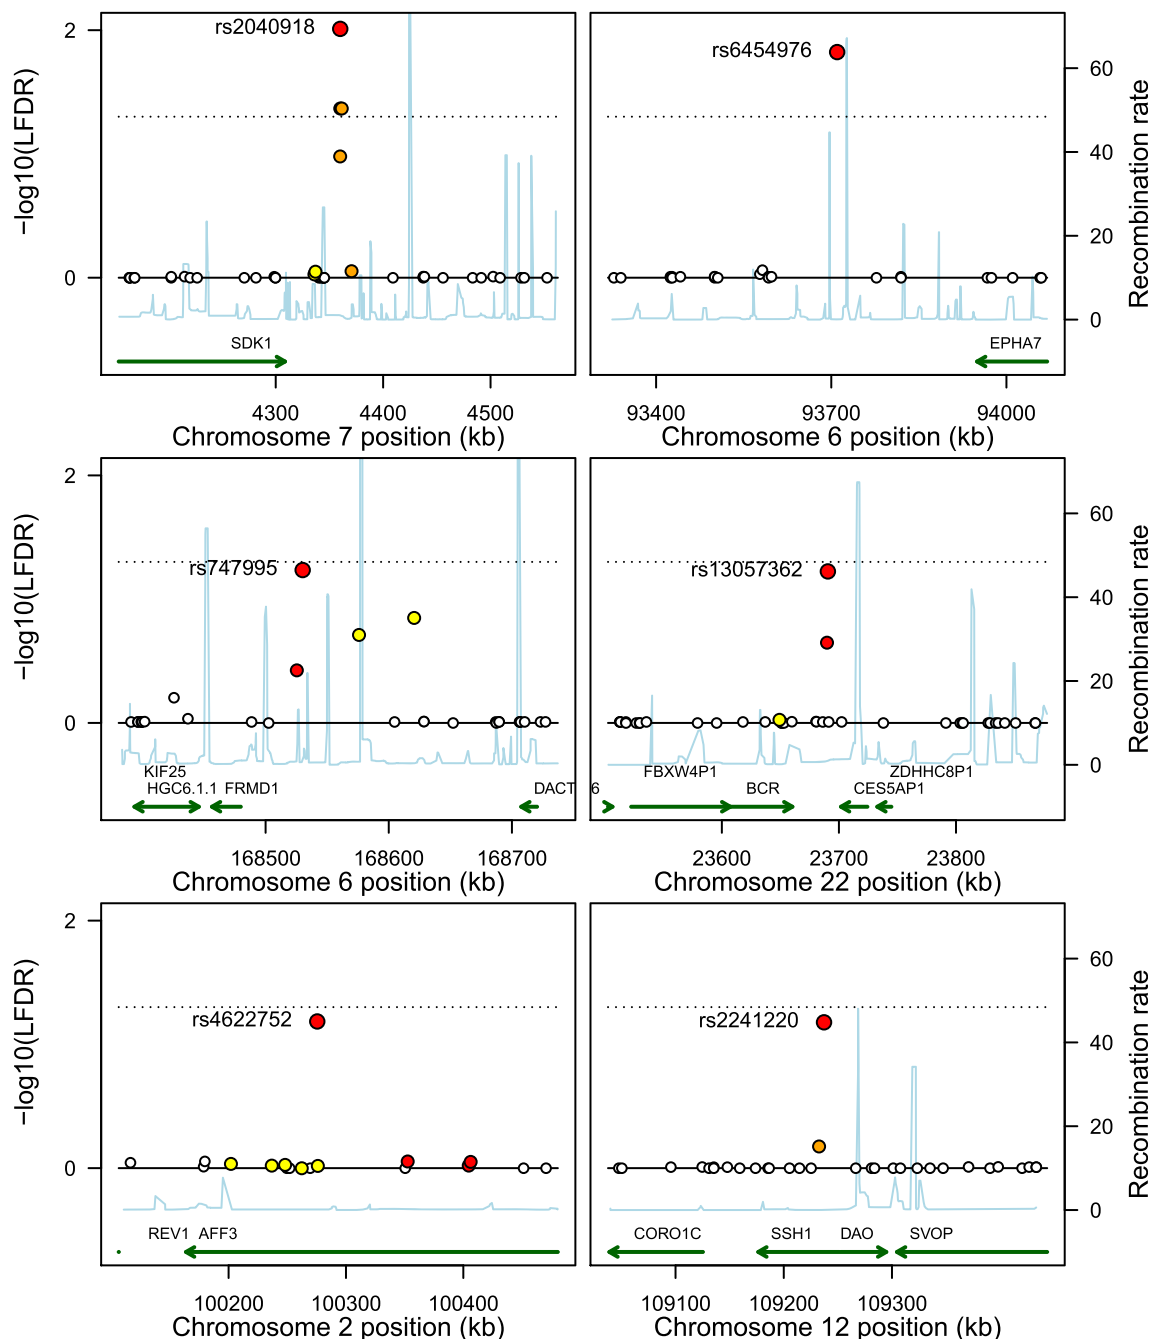 rs2040918
rs6454976
2
0
−log10(LFDR)
60
40
20
0
Recombination rate
SDK1
EPHA7
4300 4400 4500
93400 93700 94000
Chromosome 7 position (kb)
Chromosome 6 position (kb)
rs747995
rs13057362
2
0
−log10(LFDR)
60
40
20
0
Recombination rate
KIF25
HGC6.1.1 FRMD1
DACT
6
FBXW4P1
BCR
ZDHHC8P1
CES5AP1
168500 168600 168700
23600 23700 23800
Chromosome 6 position (kb)
Chromosome 22 position (kb)
rs4622752
rs2241220
2
0
−log10(LFDR)
60
40
20
0
Recombination rate
REV1 AFF3
CORO1C SSH1 DAO SVOP
100200 100300 100400
109100 109200 109300
Chromosome 2 position (kb)
Chromosome 12 position (kb)